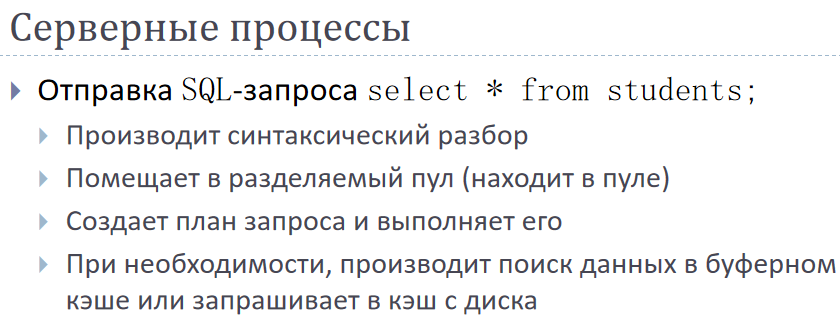 Серверные процессы
Отправка SQL-запроса select * from students;
Производит синтаксический разбор
Помещает в разделяемый пул (находит в пуле)
Создает план запроса и выполняет его
При необходимости, производит поиск данных в буферном
кэше или запрашивает в кэш с диска